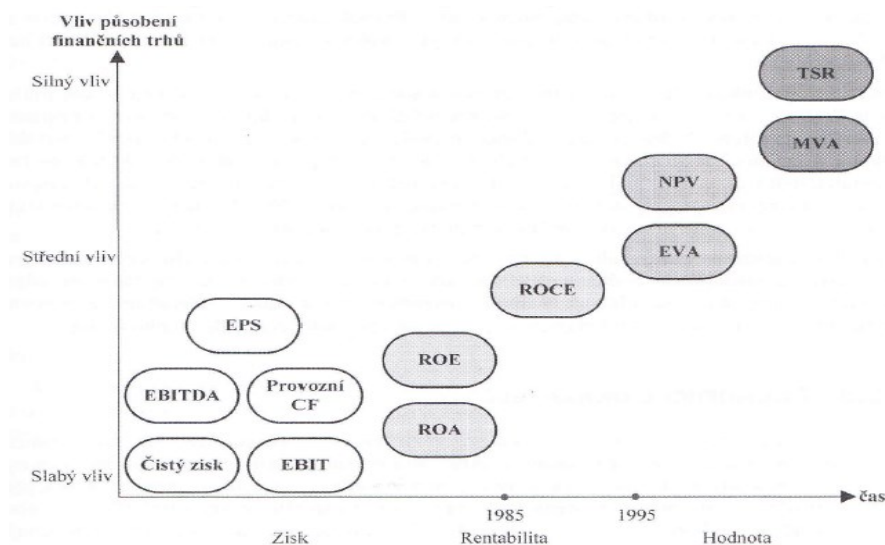 Vliv působení
finančních trhů
Silný vliv
TSR
MVA
NPV
Střední vliv
EVA
ROCE
EPS
ROE
EBITDA
Provozní
CF
ROA
Slabý vliv
Čistý zisk
EBIT
čas
1985
1995
Zisk
Rentabilita
Hodnota